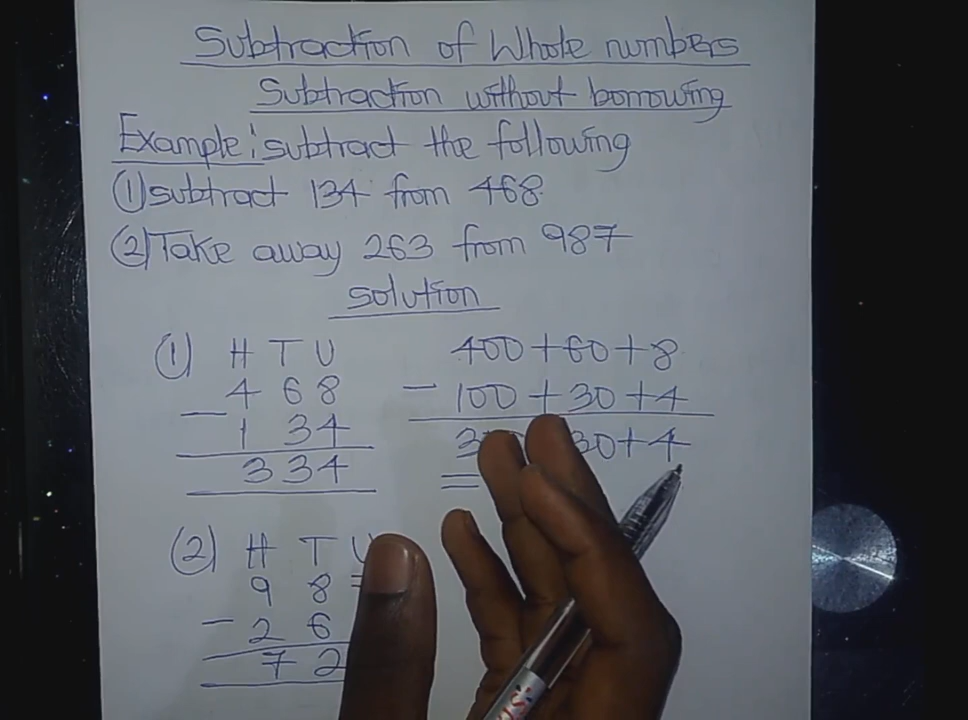 Subtraction of Whole numbers
Subtraction without borrowing
Example: subtract the following
(1) subtract 134 from 468
(2) Take away 263 from 987
solution
(1) H T U
4 6 8
- 1 3 4
3 3 4
400+60+8
- 100+30+4
30+4
=
(2) H T U
9 8
- 2 6
7 2